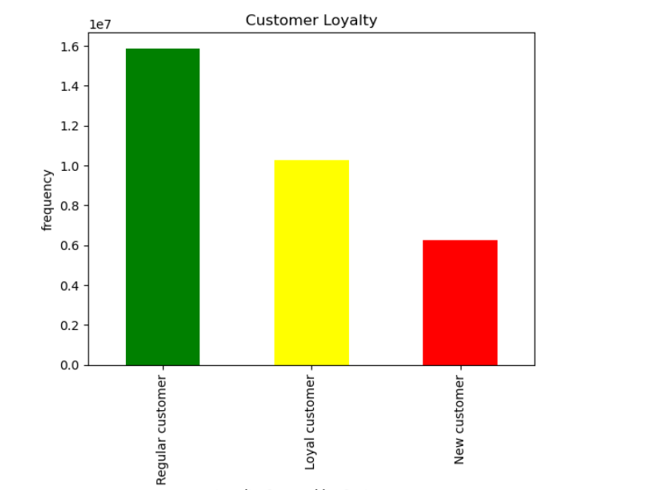 Customer Loyalty
1e7
1.6
1.4
1.2
1.0
0.8
0.6
0.4
0.2
0.0
frequency
Regular customer
Loyal customer
New customer